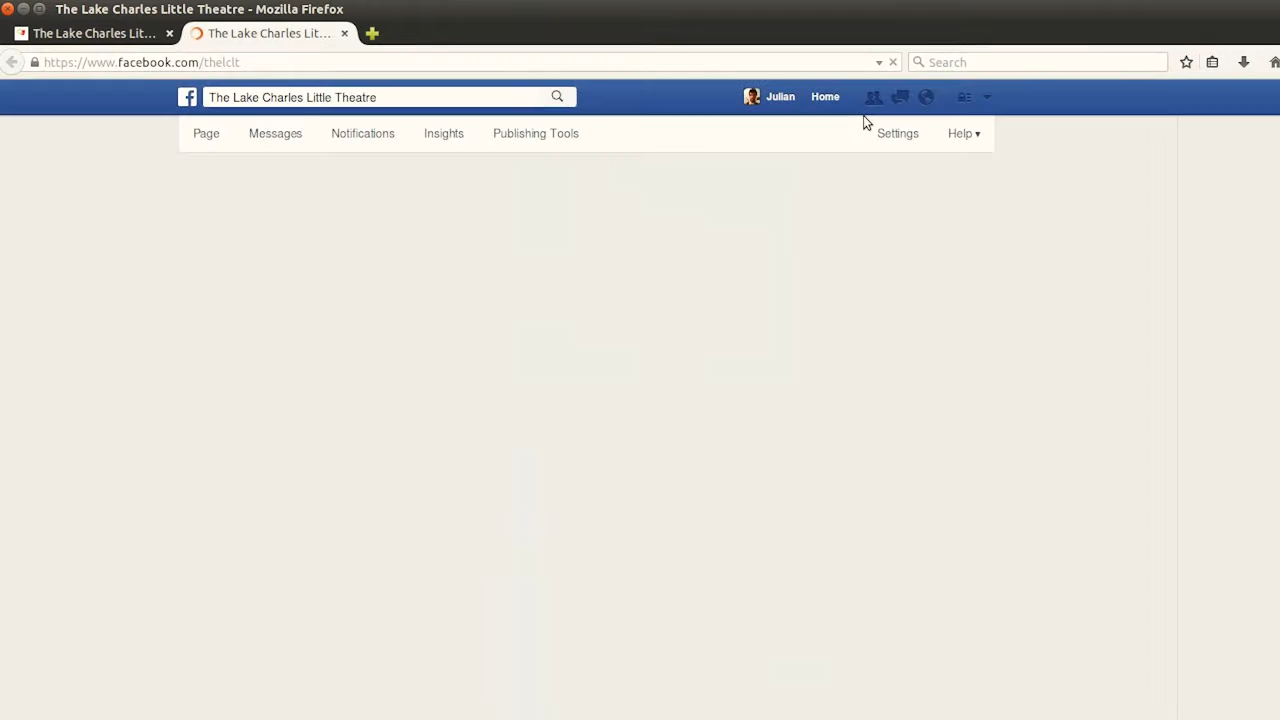 The Lake Charles Little Theatre - Mozilla Firefox
The Lake Charles Lit... The Lake Charles Lit...
https://www.facebook.com/thelclt Search
The Lake Charles Little Theatre Julian Home
Page Messages Notifications Insights Publishing Tools Settings Help